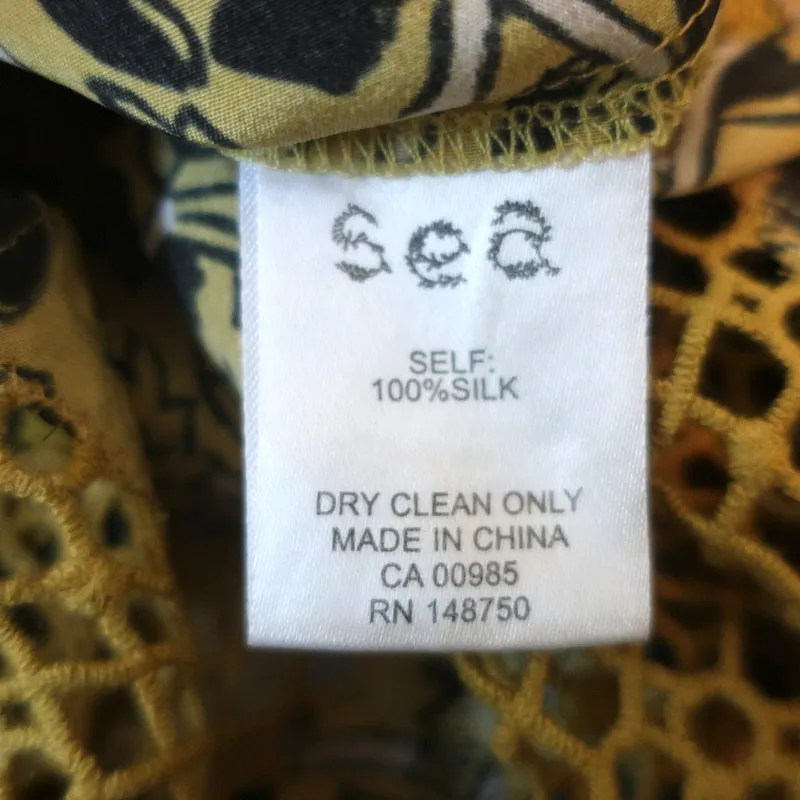 sea
SELF:
100%SILK
DRY CLEAN ONLY
MADE IN CHINA
CA 00985
RN 148750